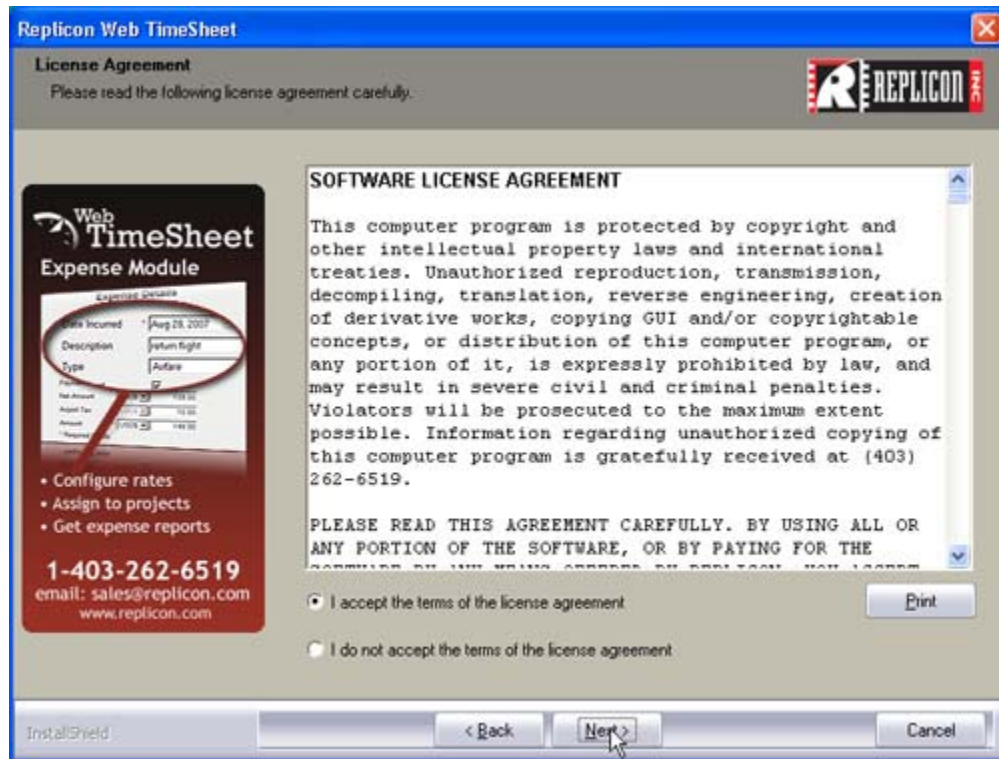 Replicon Web TimeSheet
License Agreement
Please read the following license agreement carefully.
REPLICON INC
Web
TimeSheet
Expense Module
Expense Details
Date Incurred * Aug 29, 2007
Description return flight
Type Airfare
• Configure rates
• Assign to projects
• Get expense reports
1-403-262-6519
email: sales@replicon.com
www.replicon.com
SOFTWARE LICENSE AGREEMENT
This computer program is protected by copyright and
other intellectual property laws and international
treaties. Unauthorized reproduction, transmission,
decompiling, translation, reverse engineering, creation
of derivative works, copying GUI and/or copyrightable
concepts, or distribution of this computer program, or
any portion of it, is expressly prohibited by law, and
may result in severe civil and criminal penalties.
Violators will be prosecuted to the maximum extent
possible. Information regarding unauthorized copying of
this computer program is gratefully received at (403)
262-6519.
PLEASE READ THIS AGREEMENT CAREFULLY. BY USING ALL OR
ANY PORTION OF THE SOFTWARE, OR BY PAYING FOR THE
I accept the terms of the license agreement
Print
I do not accept the terms of the license agreement
InstallShield
< Back
Next >
Cancel